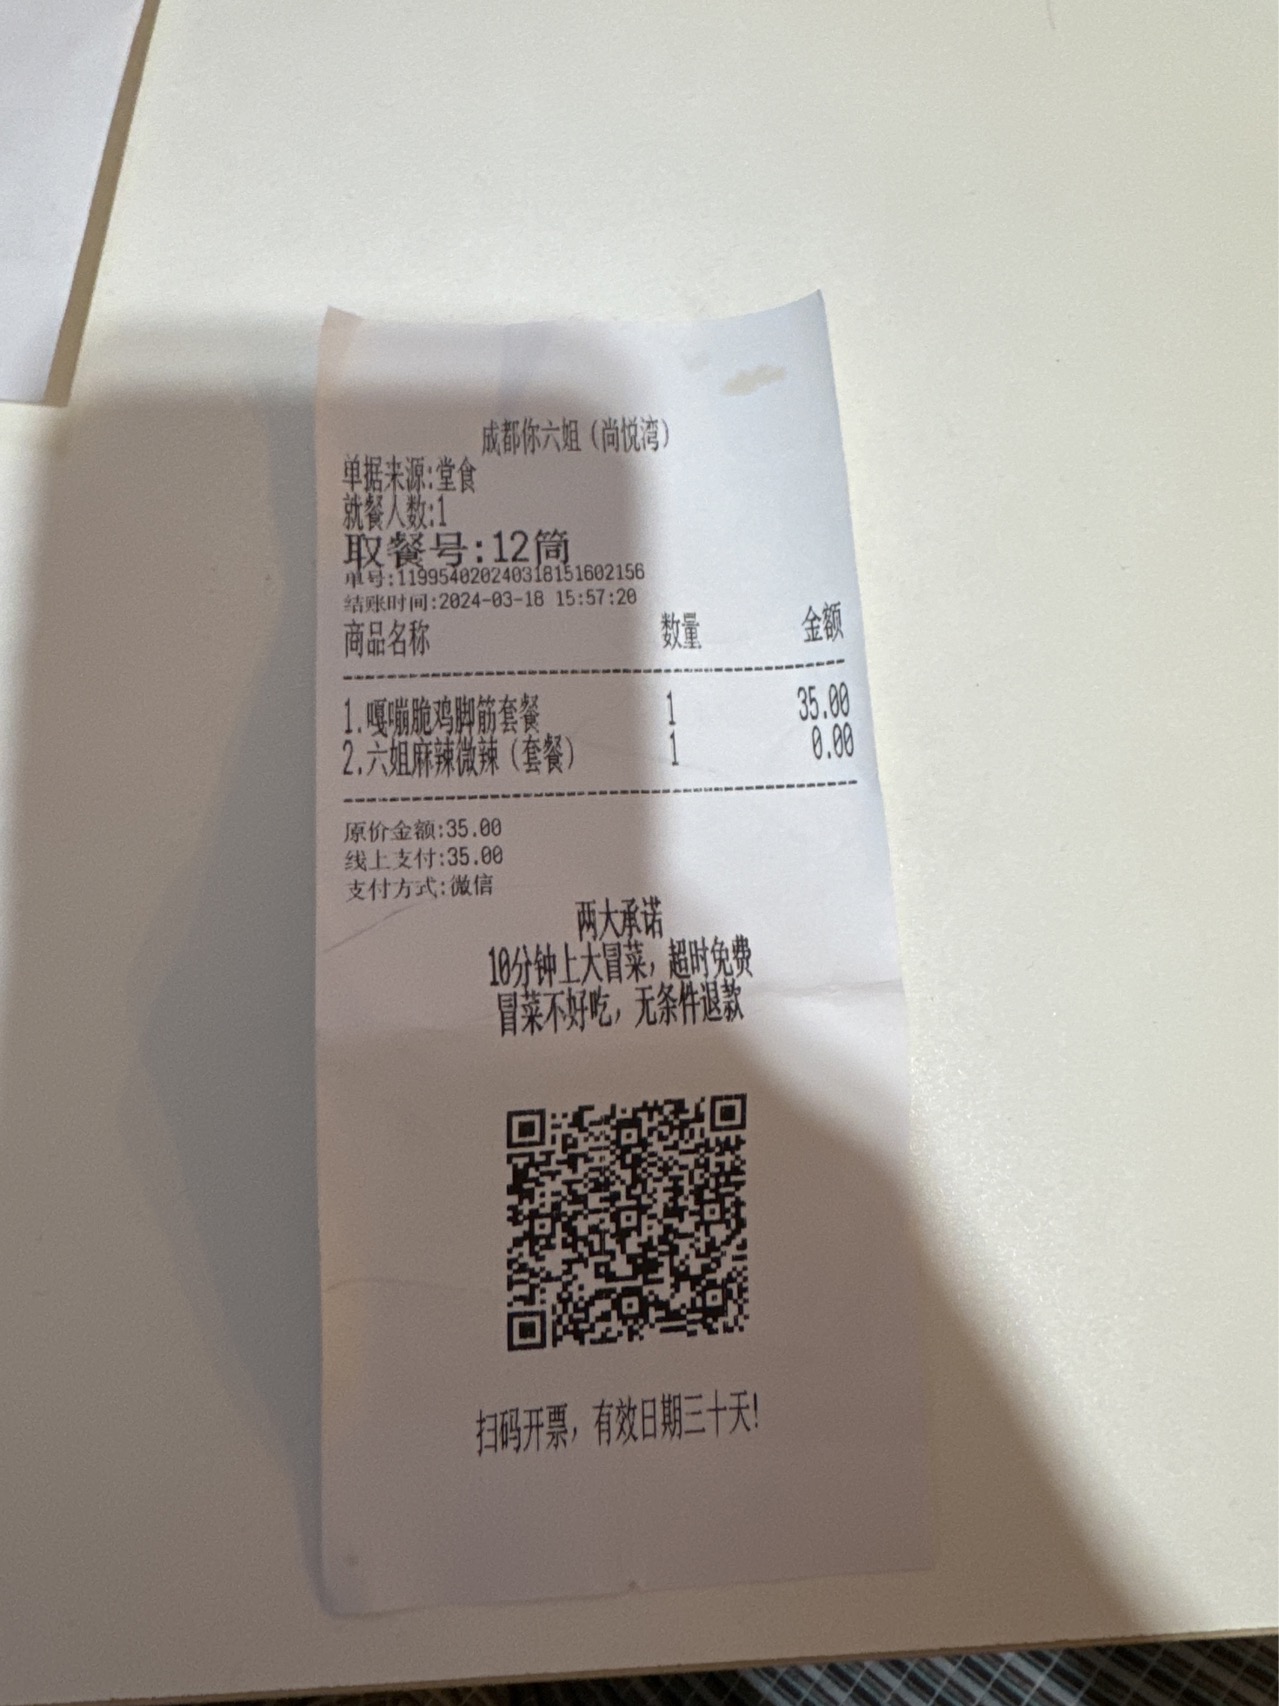 成都你六姐（尚悦湾）
单据来源:堂食
就餐人数:1
取餐号:12筒
单号:119954020240318151602156
结账时间:2024-03-18 15:57:20
商品名称 数量 金额
1.嘎嘣脆鸡脚筋套餐 1 35.00
2.六姐麻辣微辣（套餐） 1 0.00
原价金额:35.00
线上支付:35.00
支付方式:微信
两大承诺
10分钟上大冒菜，超时免费
冒菜不好吃，无条件退款
扫码开票，有效日期三十天!